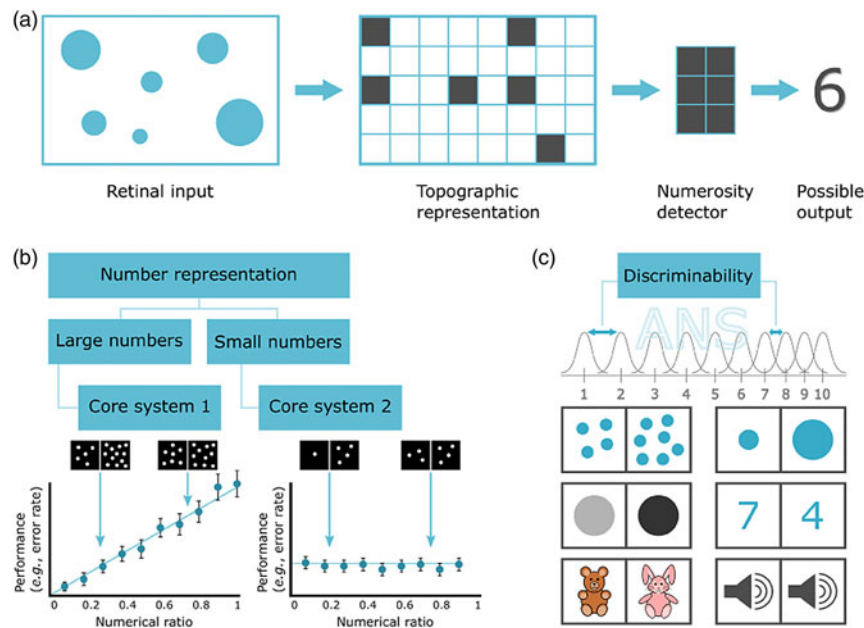 (a)
6
Retinal input
Topographic
representation
Numerosity
detector
Possible
output
(b)
Number representation
Large numbers
Small numbers
Core system 1
Core system 2
Performance
(e.g., error rate)
0 0.2 0.4 0.6 0.8 1
Numerical ratio
Performance
(e.g., error rate)
0 0.2 0.4 0.6 0.8 1
Numerical ratio
(c)
Discriminability
ANS
1 2 3 4 5 6 7 8 9 10
7 4